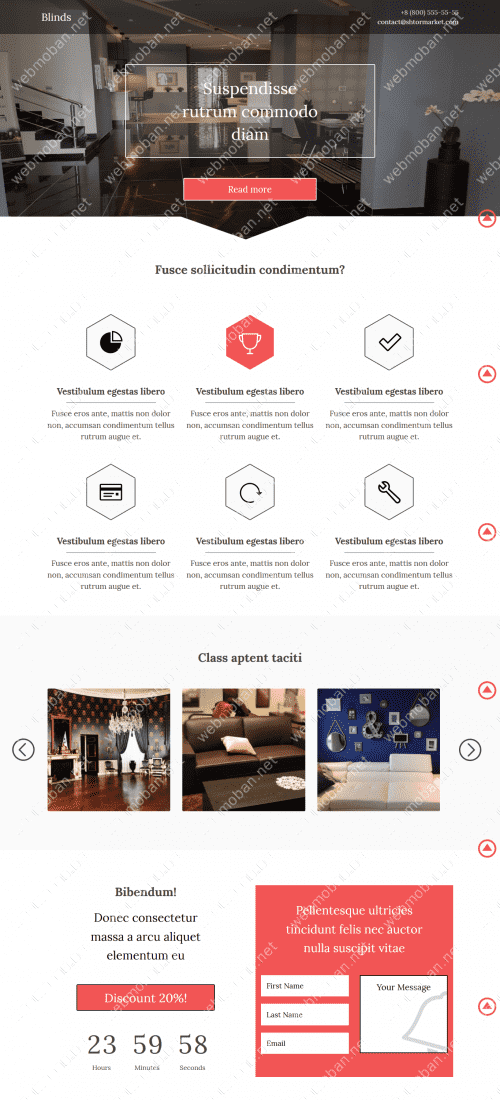 Blinds
+8 (800) 555-55-55
contact@sbtormarket.com
Suspendisse
rutrum commodo
diam
Read more
Fusce sollicitudin condimentum?
Vestibulum egestas libero
Fusce eros ante, mattis non dolor
non, accumsan condimentum tellus
rutrum augue et.
Vestibulum egestas libero
Fusce eros ante, mattis non dolor
non, accumsan condimentum tellus
rutrum augue et.
Vestibulum egestas libero
Fusce eros ante, mattis non dolor
non, accumsan condimentum tellus
rutrum augue et.
Vestibulum egestas libero
Fusce eros ante, mattis non dolor
non, accumsan condimentum tellus
rutrum augue et.
Vestibulum egestas libero
Fusce eros ante, mattis non dolor
non, accumsan condimentum tellus
rutrum augue et.
Vestibulum egestas libero
Fusce eros ante, mattis non dolor
non, accumsan condimentum tellus
rutrum augue et.
Class aptent taciti
&
Bibendum!
Donec consectetur
massa a arcu aliquet
elementum eu
Discount 20%!
23 59 58
Hours Minutes Seconds
Pellentesque ultricies
tincidunt felis nec auctor
nulla suscipit vitae
First Name
Last Name
Email
Your Message
webmoban.net